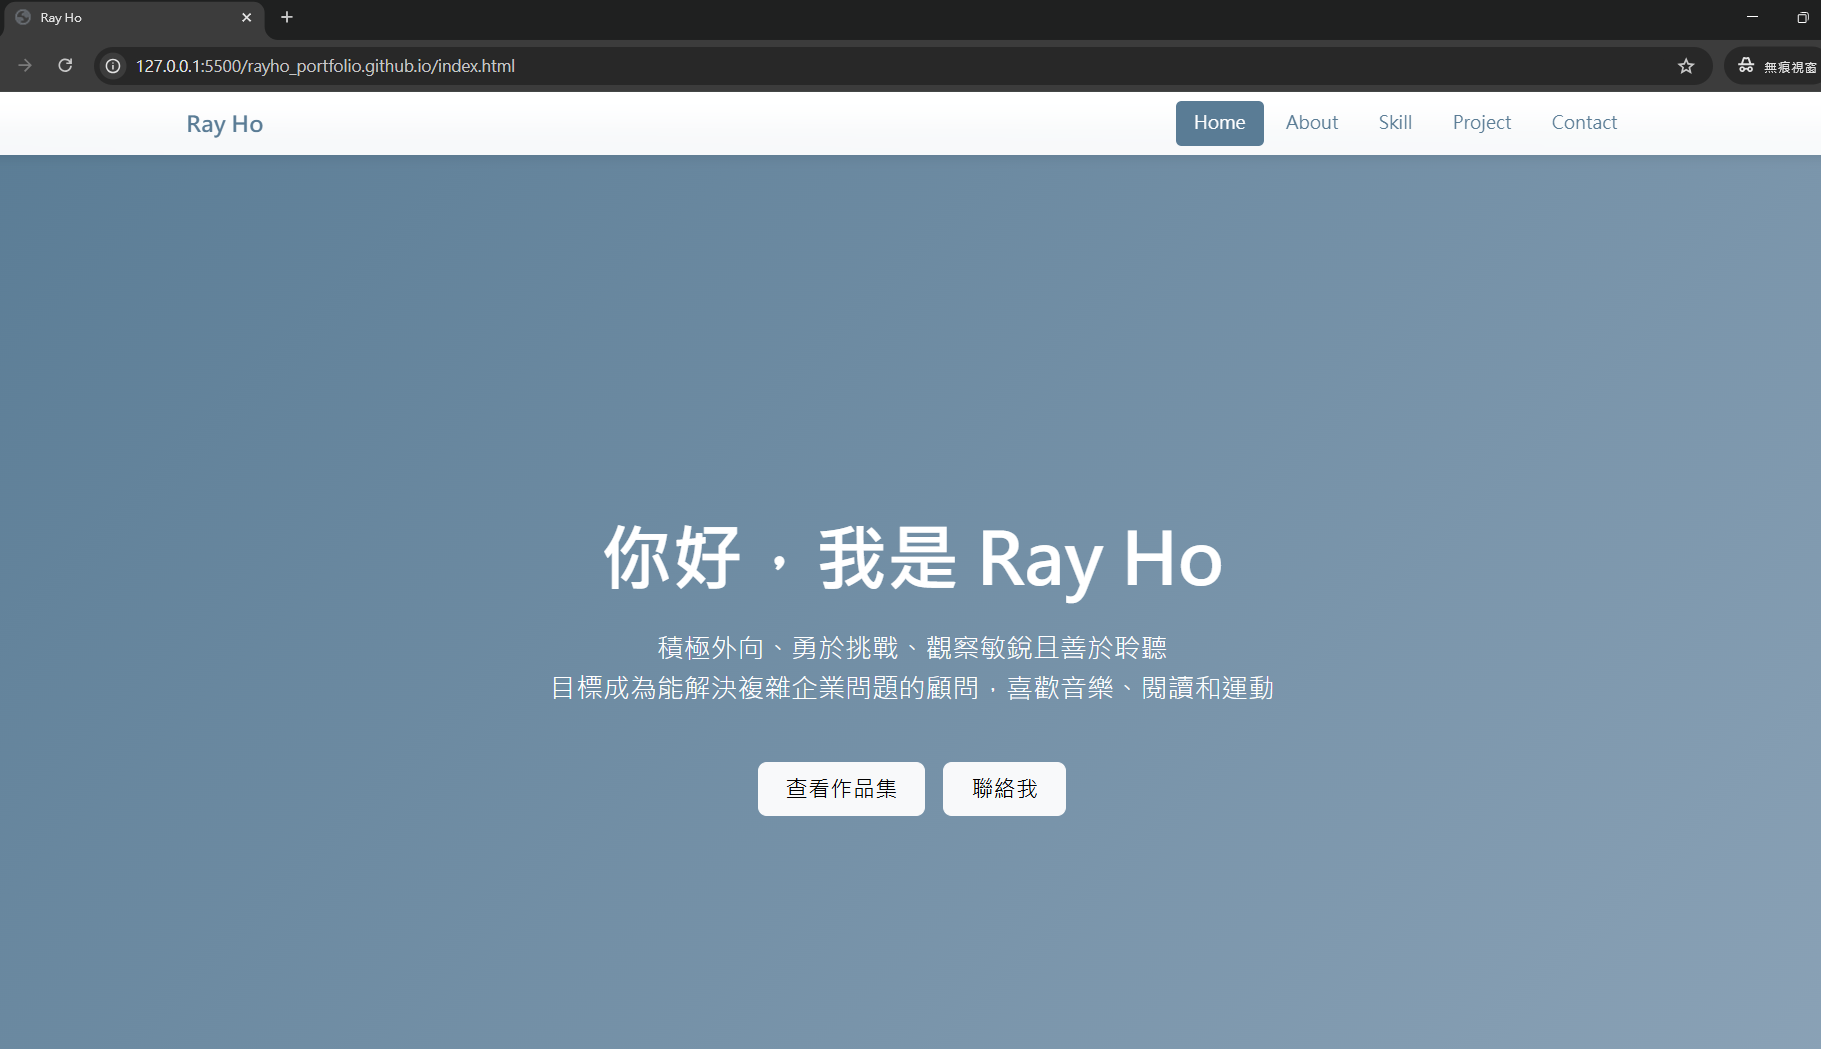 Ray Ho
127.0.0.1:5500/rayho_portfolio.github.io/index.html
無痕視窗
Ray Ho
Home
About
Skill
Project
Contact
你好，我是 Ray Ho
積極外向、勇於挑戰、觀察敏銳且善於聆聽
目標成為能解決複雜企業問題的顧問，喜歡音樂、閱讀和運動
查看作品集
聯絡我